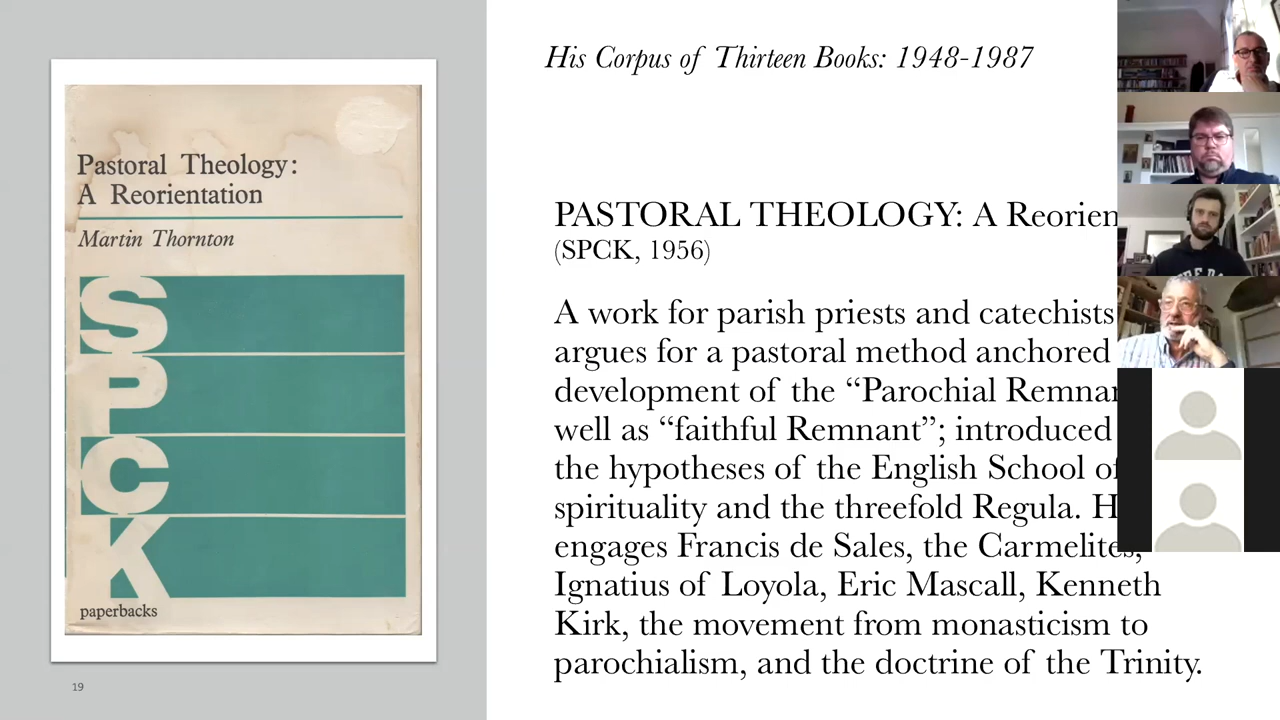 His Corpus of Thirteen Books: 1948-1987
Pastoral Theology:
A Reorientation
Martin Thornton
S
P
C
K
paperbacks
19
PASTORAL THEOLOGY: A
(SPCK, 1956)
A work for parish priests and catechists
argues for a pastoral method anchored
development of the “Parochial
well as “faithful Remnant”; introduced
the hypotheses of the English School of
spirituality and the threefold Regula.
engages Francis de Sales, the Carmelites,
Ignatius of Loyola, Eric Mascall, Kenneth
Kirk, the movement from monasticism to
parochialism, and the doctrine of the Trinity.